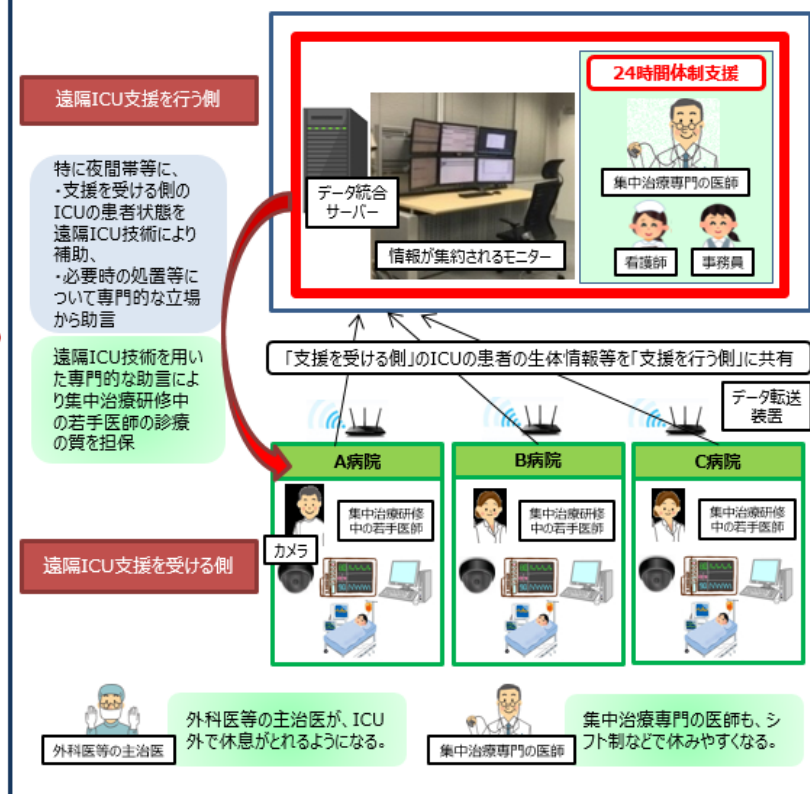 24時間体制支援
遠隔ICU支援を行う側
集中治療専門の医師
データ統合
サーバー
情報が集約されるモニター
看護師
事務員
特に夜間帯等に、
・支援を受ける側の
ICUの患者状態を
遠隔ICU技術により
補助、
・必要時の処置等に
ついて専門的な立場
から助言
遠隔ICU技術を用い
た専門的な助言によ
り集中治療研修中
の若手医師の診療
の質を担保
「支援を受ける側」のICUの患者の生体情報等を「支援を行う側」に共有
データ転送
装置
A病院
B病院
C病院
集中治療研修
中の若手医師
集中治療研修
中の若手医師
集中治療研修
中の若手医師
カメラ
遠隔ICU支援を受ける側
外科医等の主治医
外科医等の主治医が、ICU
外で休息がとれるようになる。
集中治療専門の医師
集中治療専門の医師も、シ
フト制などで休みやすくなる。